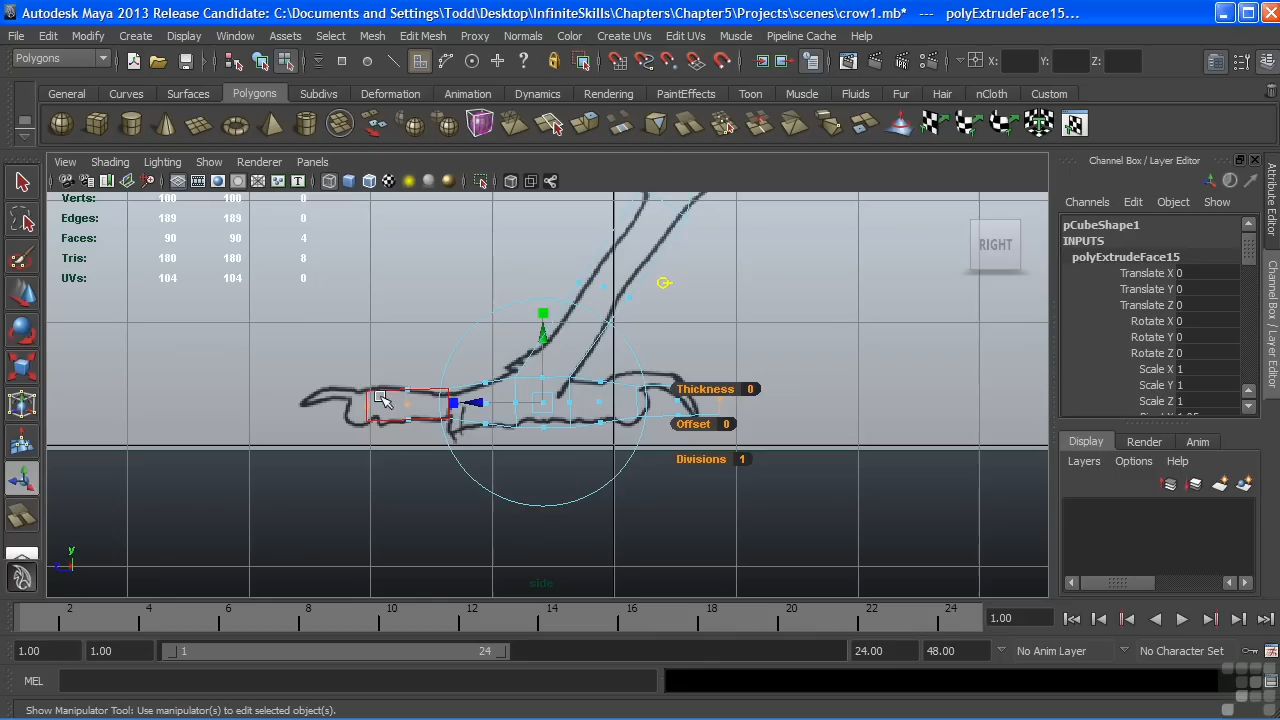 Autodesk Maya 2013 Release Candidate: C:\Documents and Settings\Todd\Desktop\InfiniteSkills\Chapters\Chapter5\Projects\scenes\crow1.mb* --- polyExtrudeFace15...
File Edit Modify Create Display Window Assets Select Mesh Edit Mesh Proxy Normals Color Create UVs Edit UVs Muscle Pipeline Cache Help
Polygons X: Y: Z:
General Curves Surfaces Polygons Subdivs Deformation Animation Dynamics Rendering PaintEffects Toon Muscle Fluids Fur Hair nCloth Custom
View Shading Lighting Show Renderer Panels
Channel Box / Layer Editor
Channels Edit Object Show
Verts: 100 100 0
Edges: 189 189 0
Faces: 90 90 4
Tris: 180 180 8
UVs: 104 104 0
RIGHT
Thickness 0
Offset 0
Divisions 1
y
side
pCubeShape1
INPUTS
polyExtrudeFace15
Translate X 0
Translate Y 0
Translate Z 0
Rotate X 0
Rotate Y 0
Rotate Z 0
Scale X 1
Scale Y 1
Scale Z 1
Attribute Editor
Channel Box / Layer Editor
Display Render Anim
Layers Options Help
2 4 6 8 10 12 14 16 18 20 22 24
1.00
1.00 1.00 1 24 24.00 48.00 No Anim Layer No Character Set
MEL
Show Manipulator Tool: Use manipulator(s) to edit selected object(s).